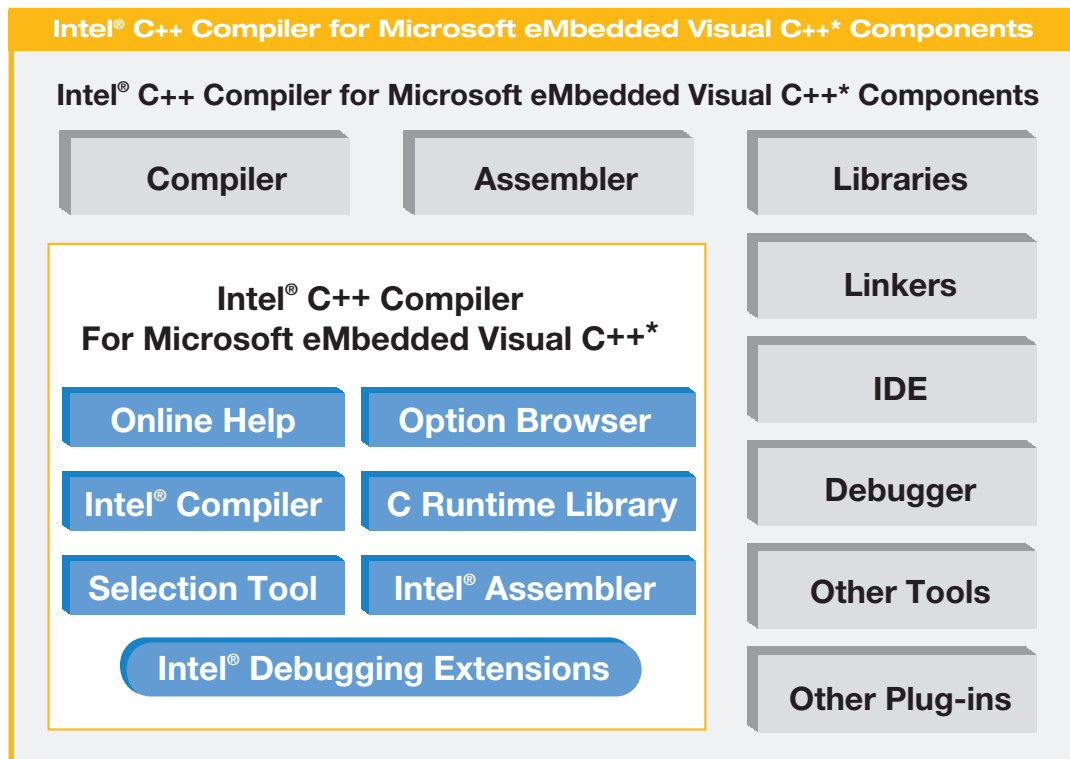 Intel® C++ Compiler for Microsoft eMbedded Visual C++* Components
Intel® C++ Compiler for Microsoft eMbedded Visual C++* Components
Compiler
Assembler
Libraries
Linkers
IDE
Debugger
Other Tools
Other Plug-ins
Intel® C++ Compiler
For Microsoft eMbedded Visual C++*
Online Help
Option Browser
Intel® Compiler
C Runtime Library
Selection Tool
Intel® Assembler
Intel® Debugging Extensions